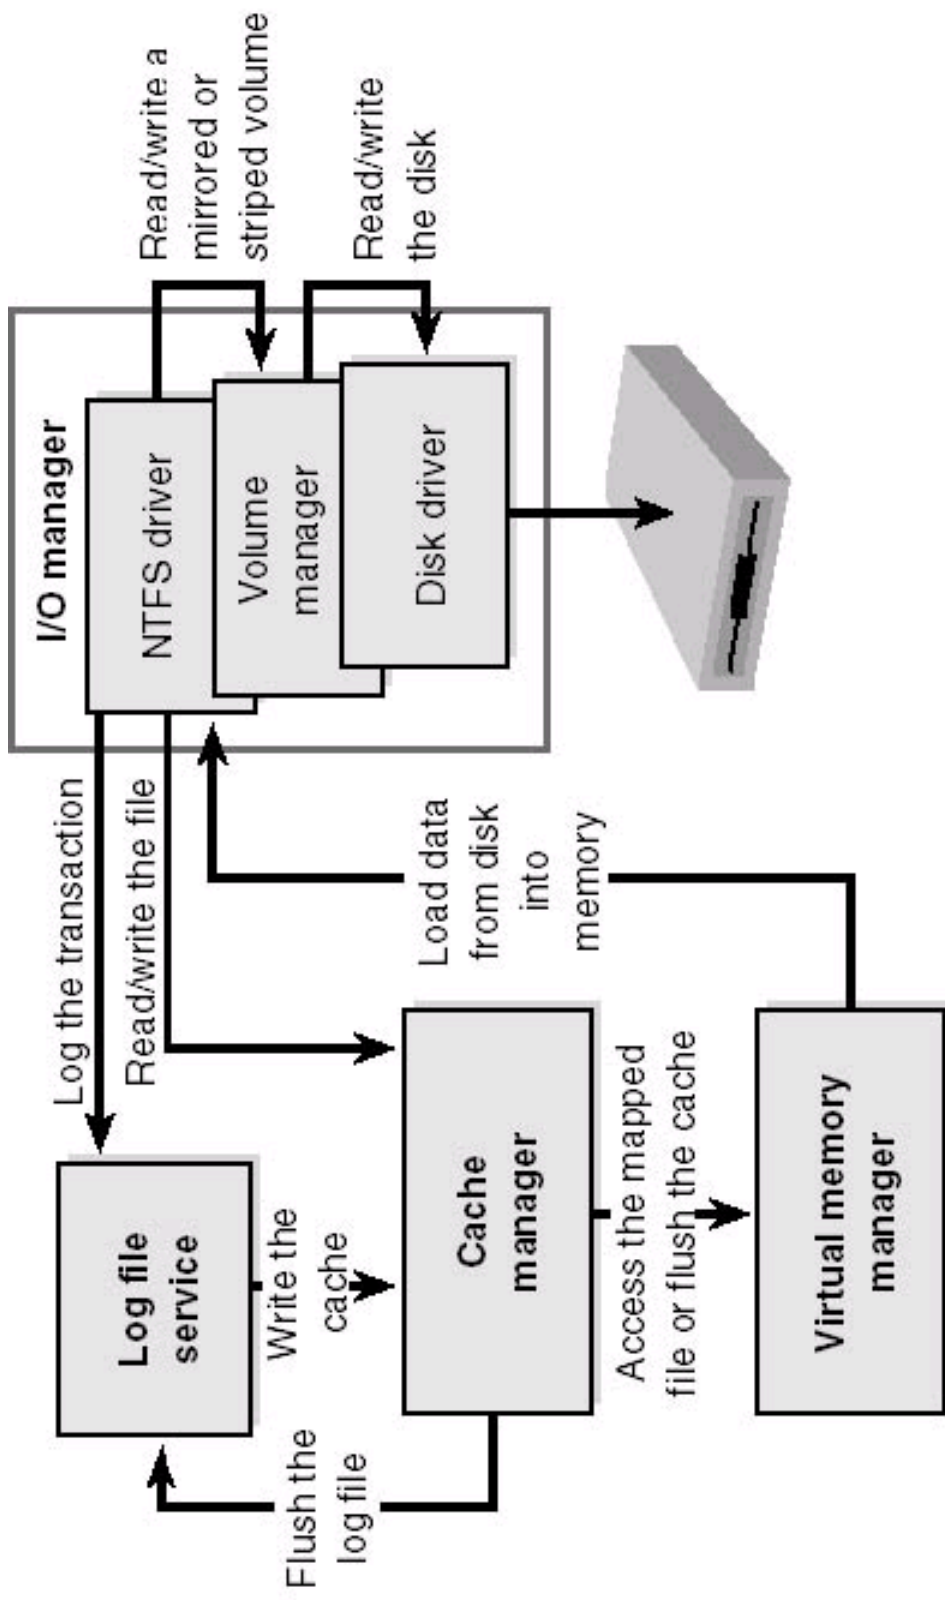 I/O manager
Log the transaction
Read/write the file
NTFS driver
Read/write a
mirrored or
striped volume
Volume
manager
Read/write
the disk
Disk driver
Log file
service
Flush the
log file
Write the
cache
Cache
manager
Load data
from disk
into
memory
Access the mapped
file or flush the cache
Virtual memory
manager